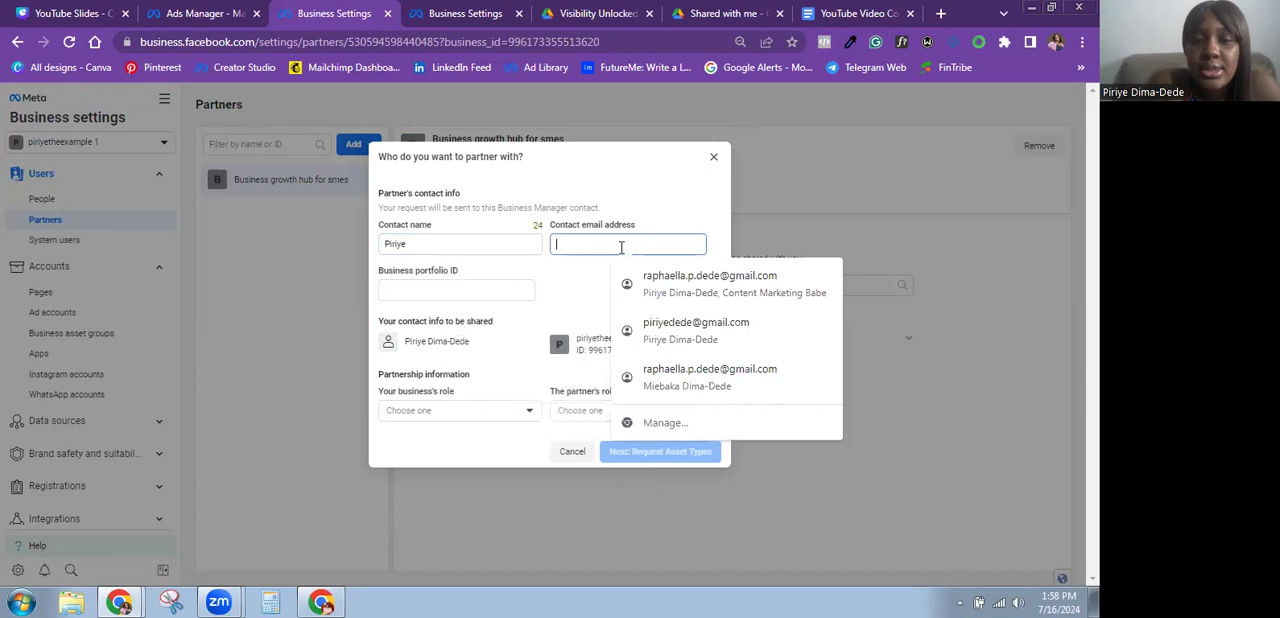 YouTube Slides - C
Ads Manager - Ma
Business Settings
Business Settings
Visibility Unlocked
Shared with me - G
YouTube Video Co
business.facebook.com/settings/partners/530594598440485?business_id=996173355513620
All designs - Canva
Pinterest
Creator Studio
Mailchimp Dashboa...
LinkedIn Feed
Ad Library
FutureMe: Write a L...
Google Alerts - Mo...
Telegram Web
FinTribe
Piriye Dima-Dede
Meta
Business settings
P piriyetheexample 1
Users
People
Partners
System users
Accounts
Pages
Ad accounts
Business asset groups
Apps
Instagram accounts
WhatsApp accounts
Data sources
Brand safety and suitabil...
Registrations
Integrations
? Help
Partners
Filter by name or ID
Add
B Business growth hub for smes
Business growth hub for smes
Remove
Who do you want to partner with?
Partner's contact info
Your request will be sent to this Business Manager contact.
Contact name 24
Contact email address
Piriye
Business portfolio ID
Your contact info to be shared
Piriye Dima-Dede
P
piriyethee
ID: 99617
Partnership information
Your business's role
The partner's rol
Choose one
Choose one
Cancel
Next: Request Asset Types
raphaella.p.dede@gmail.com
Piriye Dima-Dede, Content Marketing Babe
piriyedede@gmail.com
Piriye Dima-Dede
raphaella.p.dede@gmail.com
Miebaka Dima-Dede
Manage...
zm
1:58 PM
7/16/2024